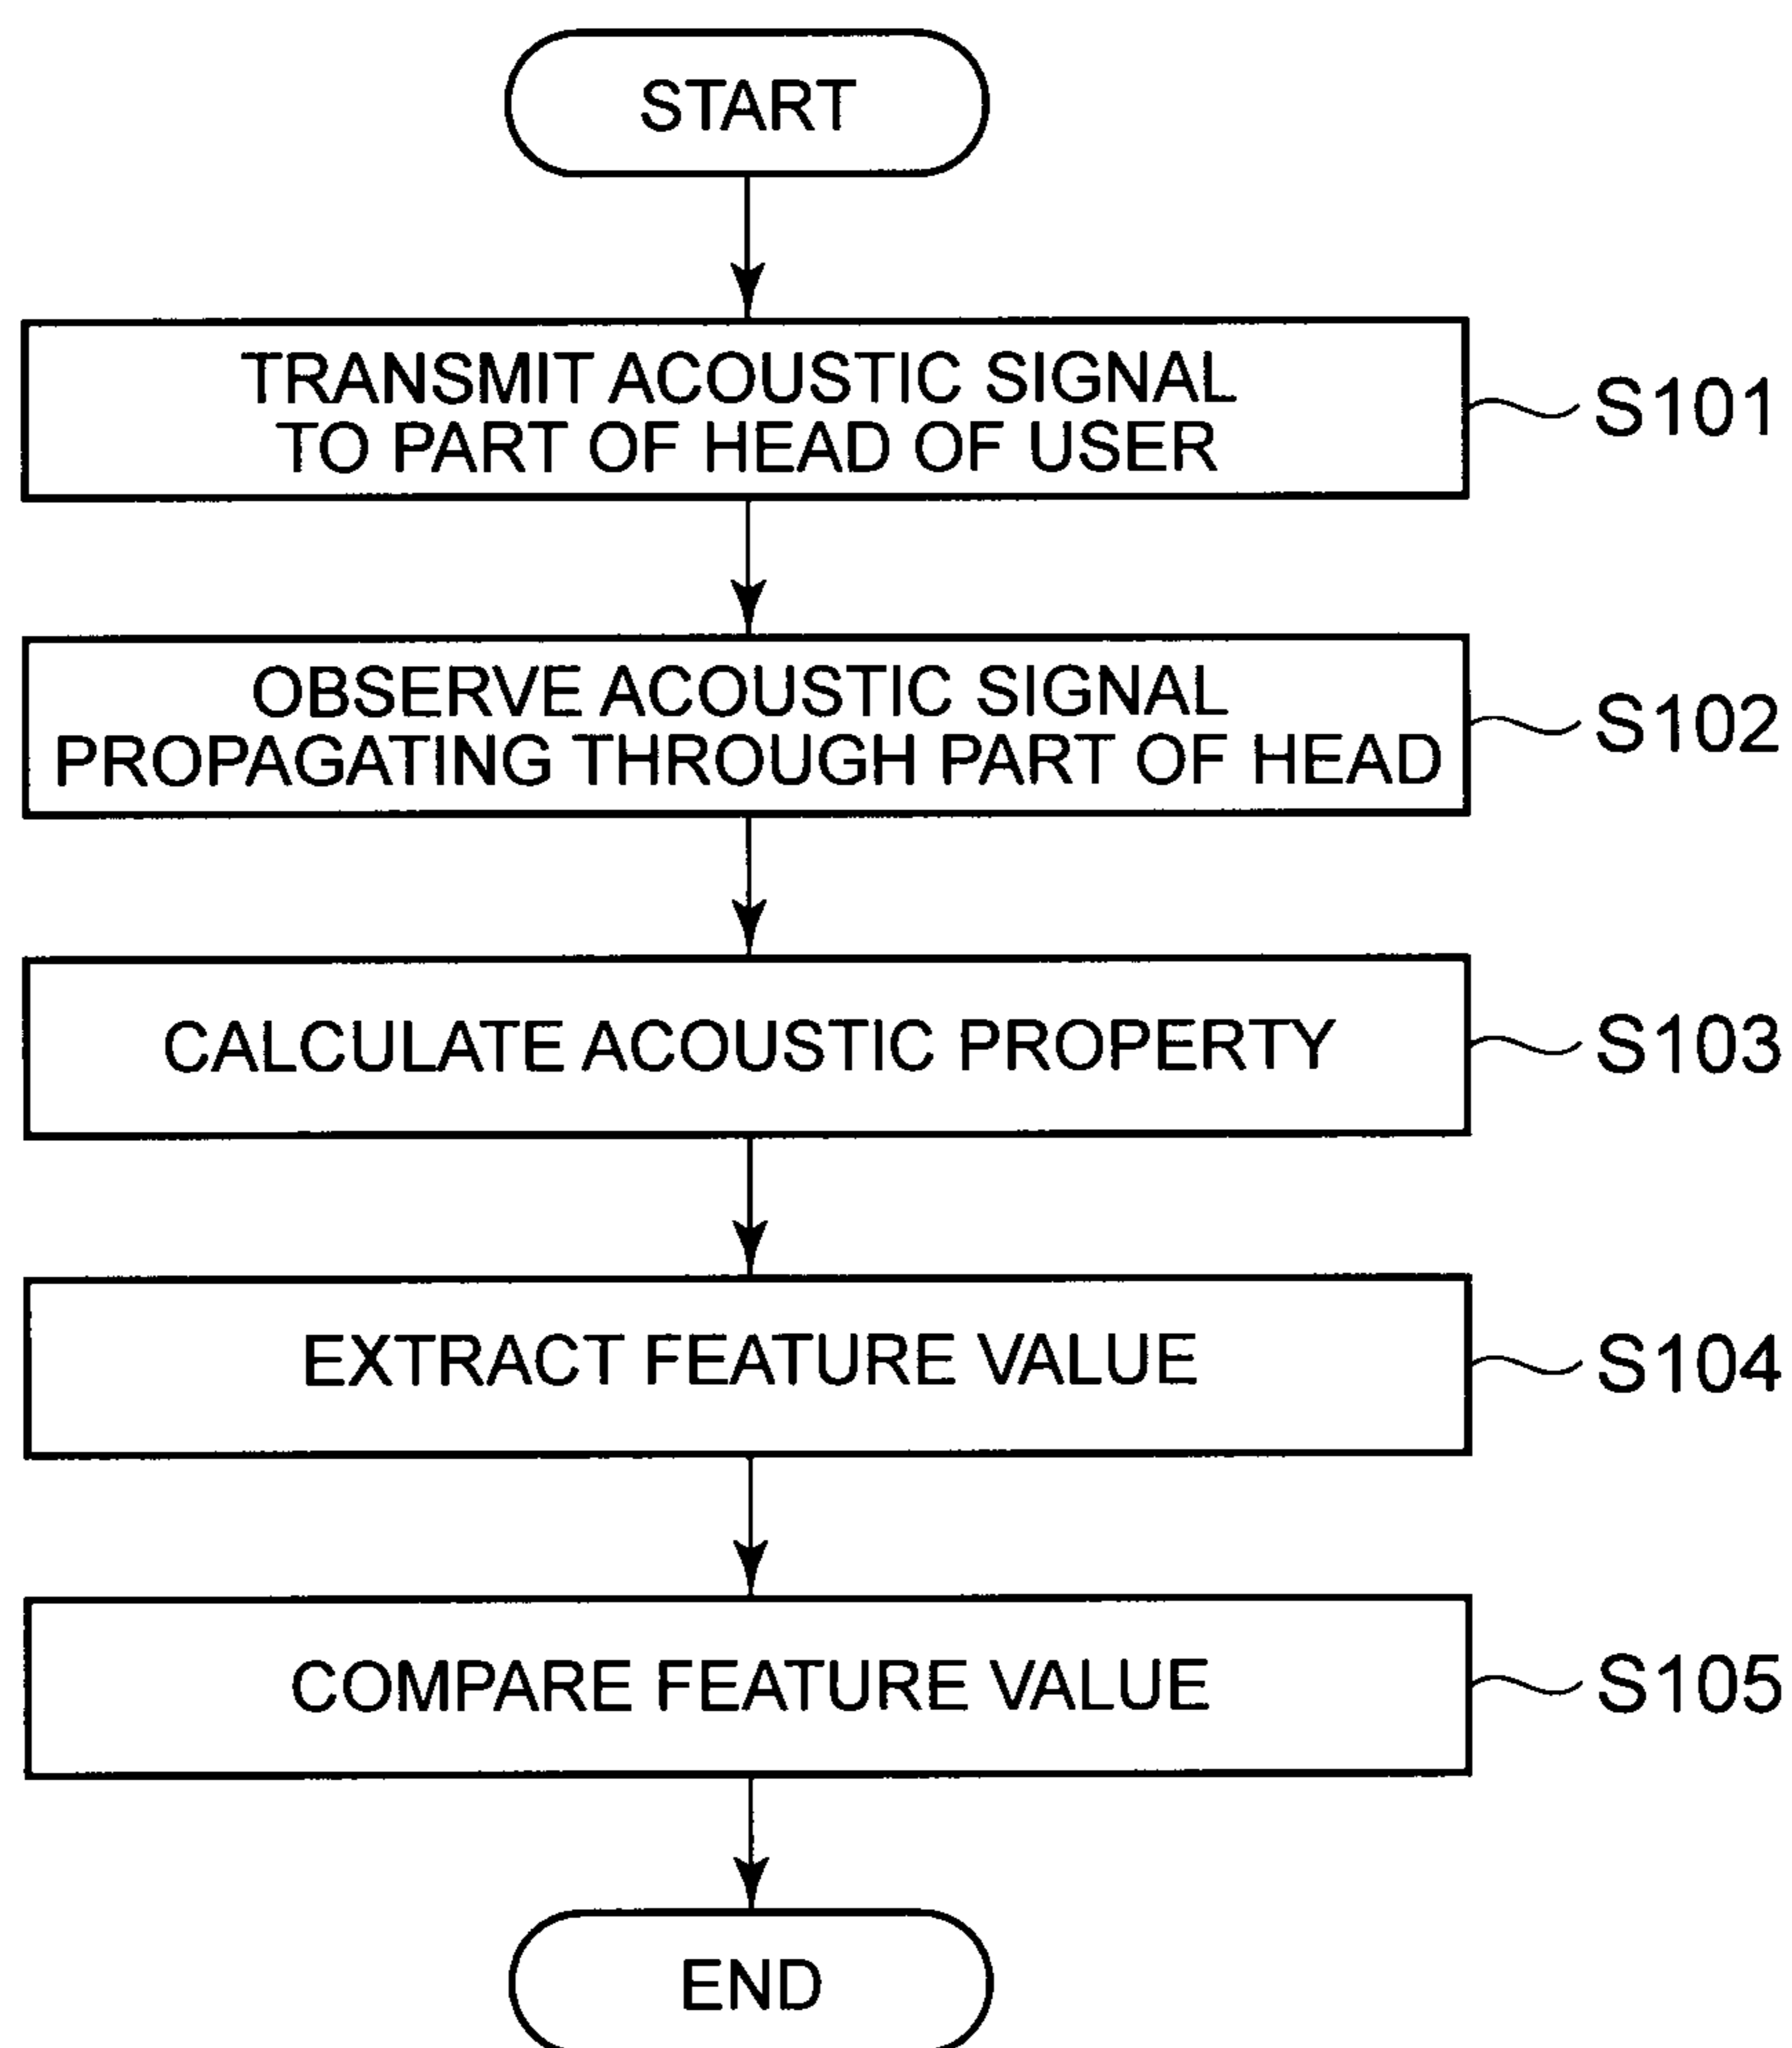 START
TRANSMIT ACOUSTIC SIGNAL
TO PART OF HEAD OF USER
S101
OBSERVE ACOUSTIC SIGNAL
PROPAGATING THROUGH PART OF HEAD
S102
CALCULATE ACOUSTIC PROPERTY
S103
EXTRACT FEATURE VALUE
S104
COMPARE FEATURE VALUE
S105
END